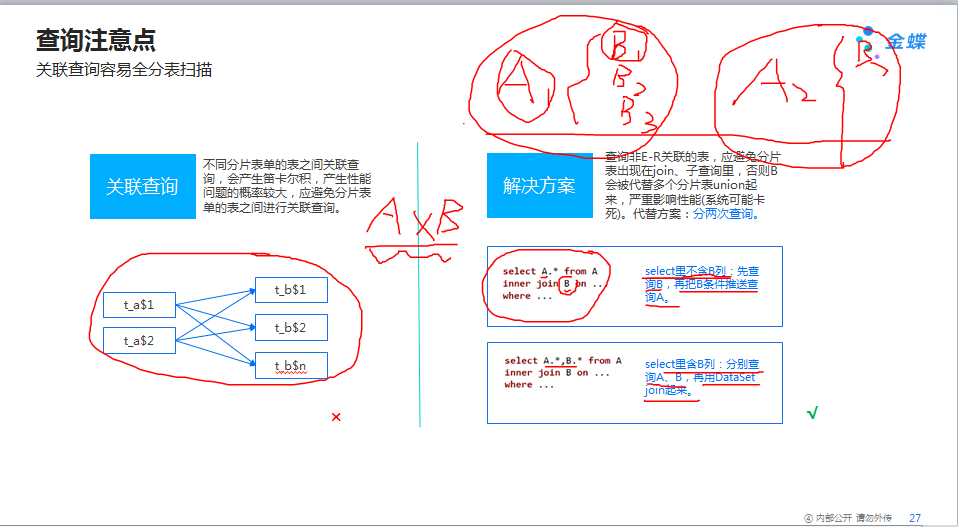 查询注意点
关联查询容易全分表扫描
金蝶
A1
B1
B2
B3
A2
B
关联查询
不同分片表单的表之间关联查
询，会产生笛卡尔积，产生性能
问题的概率较大，应避免分片表
单的表之间进行关联查询。
A×B
t_a$1
t_a$2
t_b$1
t_b$2
t_b$n
×
解决方案
查询非E-R关联的表，应避免分片
表出现在join、子查询里，否则B
会被代替多个分片表union起
来，严重影响性能(系统可能卡
死)。代替方案：分两次查询。
select A.* from A
inner join B on ...
where ...
select里不含B列：先查
询B，再把B条件推送查
询A。
select A.*,B.* from A
inner join B on ...
where ...
select里含B列：分别查
询A、B，再用DataSet
join起来。
√
④ 内部公开 请勿外传
27